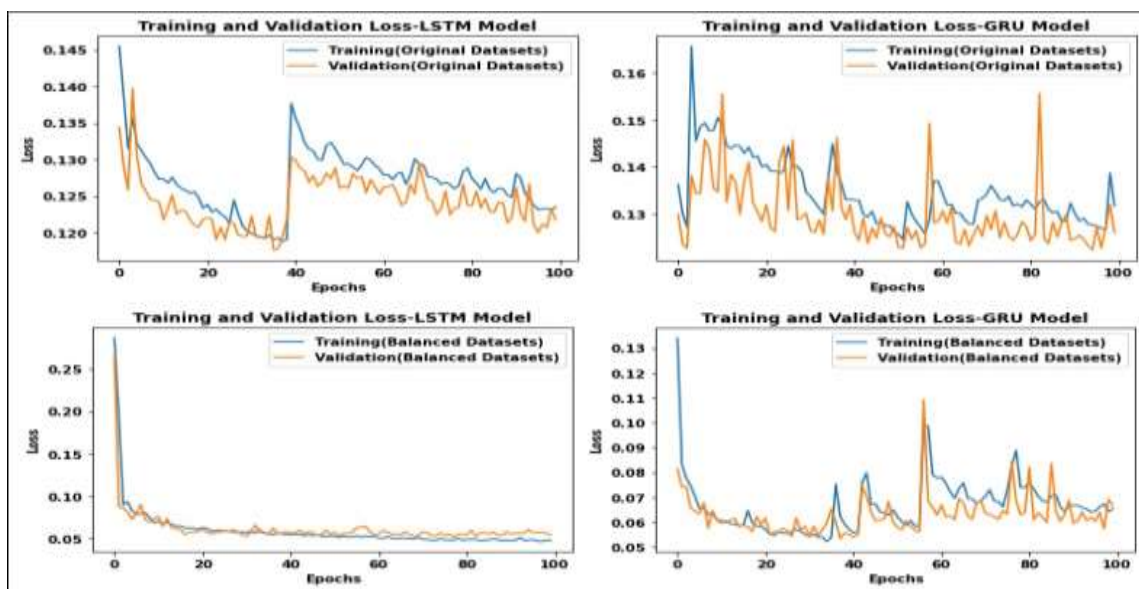 Training and Validation Loss-LSTM Model
Training(Original Datasets)
Validation(Original Datasets)
0.145
0.140
0.135
0.130
0.125
0.120
Loss
0 20 40 60 80 100
Epochs
Training and Validation Loss-GRU Model
Training(Original Datasets)
Validation(Original Datasets)
0.16
0.15
0.14
0.13
Loss
0 20 40 60 80 100
Epochs
Training and Validation Loss-LSTM Model
Training(Balanced Datasets)
Validation(Balanced Datasets)
0.25
0.20
0.15
0.10
0.05
Loss
0 20 40 60 80 100
Epochs
Training and Validation Loss-GRU Model
Training(Balanced Datasets)
Validation(Balanced Datasets)
0.13
0.12
0.11
0.10
0.09
0.08
0.07
0.06
0.05
Loss
0 20 40 60 80 100
Epochs